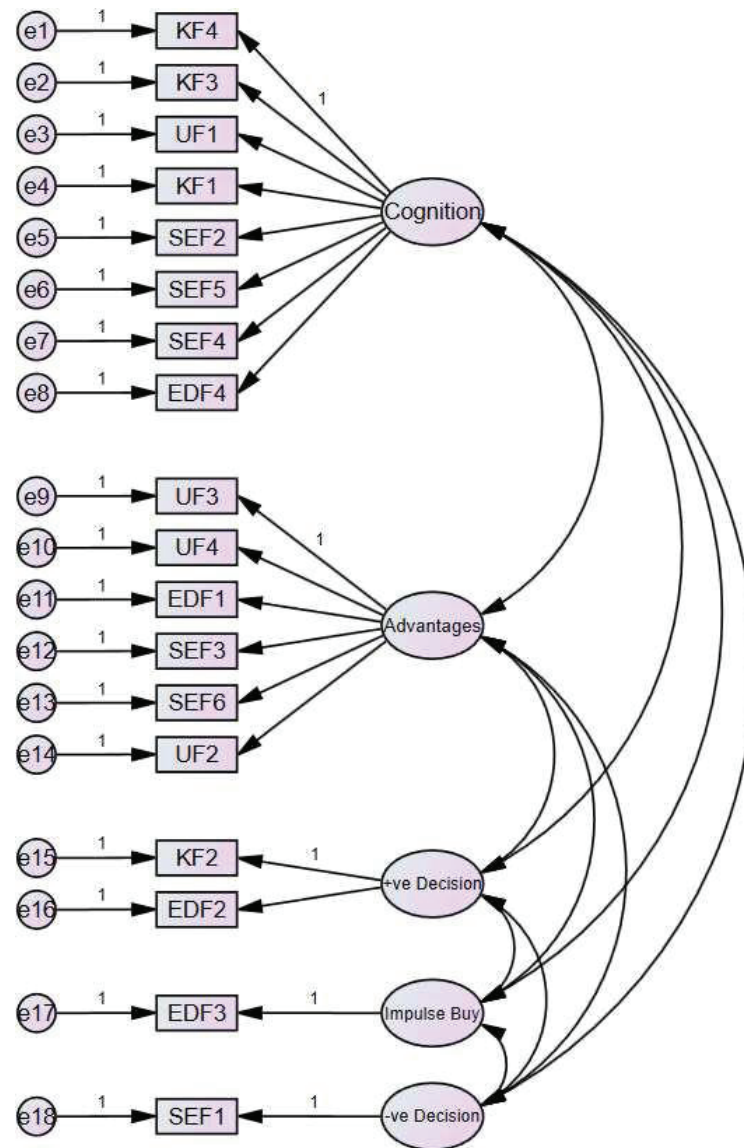 e1 1 KF4
e2 1 KF3 1
e3 1 UF1
e4 1 KF1 Cognition
e5 1 SEF2
e6 1 SEF5
e7 1 SEF4
e8 1 EDF4
e9 1 UF3
e10 1 UF4 1
e11 1 EDF1
e12 1 SEF3 Advantages
e13 1 SEF6
e14 1 UF2
e15 1 KF2 1
e16 1 EDF2 +ve Decision
e17 1 EDF3 1 Impulse Buy
e18 1 SEF1 1 -ve Decision